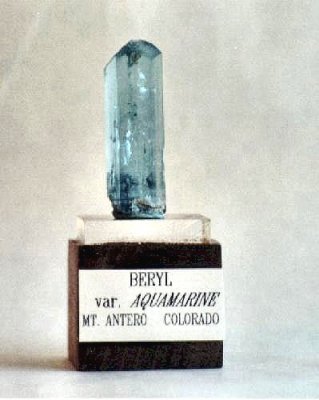 BERYL
var. AQUAMARINE
MT. ANTERO COLORADO